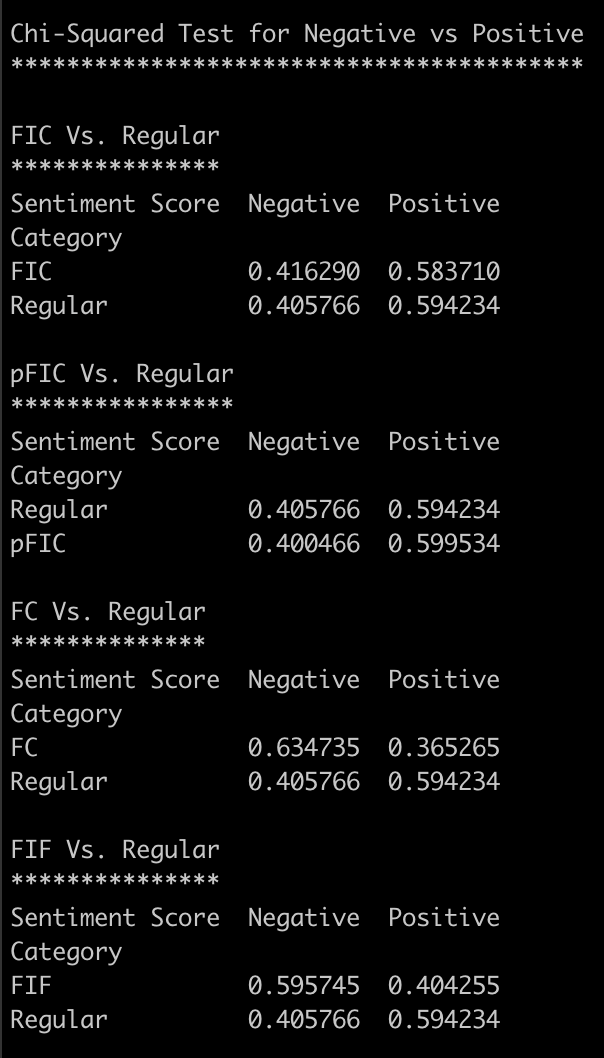 Chi-Squared Test for Negative vs Positive
*****************************************
FIC Vs. Regular
***************
Sentiment Score  Negative  Positive
Category
FIC              0.416290  0.583710
Regular          0.405766  0.594234
pFIC Vs. Regular
****************
Sentiment Score  Negative  Positive
Category
Regular          0.405766  0.594234
pFIC             0.400466  0.599534
FC Vs. Regular
**************
Sentiment Score  Negative  Positive
Category
FC               0.634735  0.365265
Regular          0.405766  0.594234
FIF Vs. Regular
***************
Sentiment Score  Negative  Positive
Category
FIF              0.595745  0.404255
Regular          0.405766  0.594234